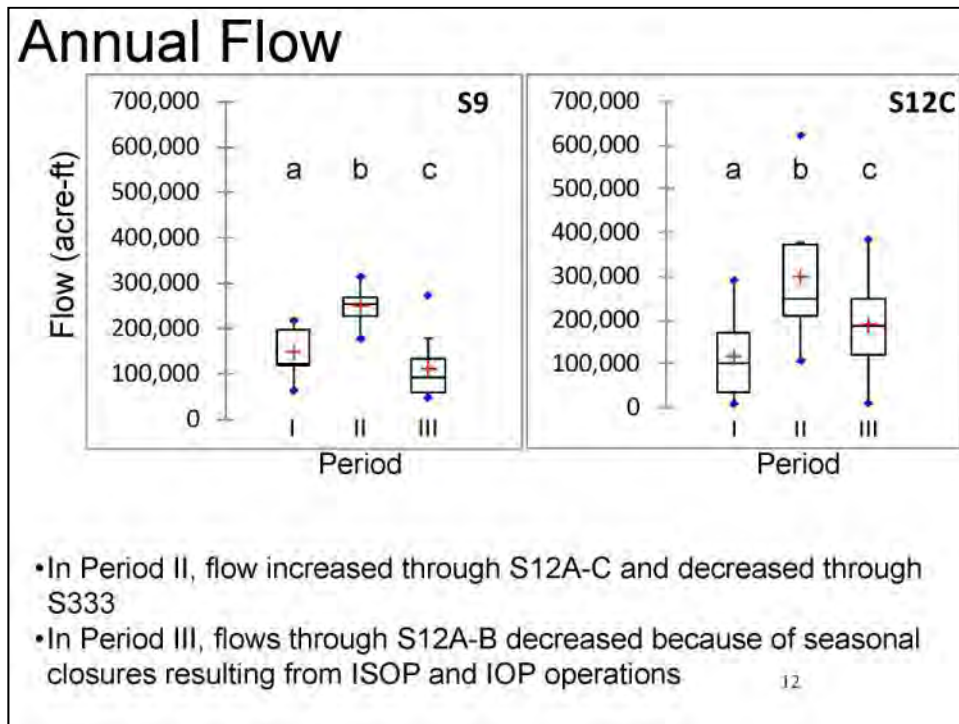 Annual Flow
Flow (acre-ft)
S9
700,000
600,000
500,000
400,000
300,000
200,000
100,000
0
a b c
I II III
Period
S12C
700,000
600,000
500,000
400,000
300,000
200,000
100,000
0
a b c
I II III
Period
•In Period II, flow increased through S12A-C and decreased through
S333
•In Period III, flows through S12A-B decreased because of seasonal
closures resulting from ISOP and IOP operations
12